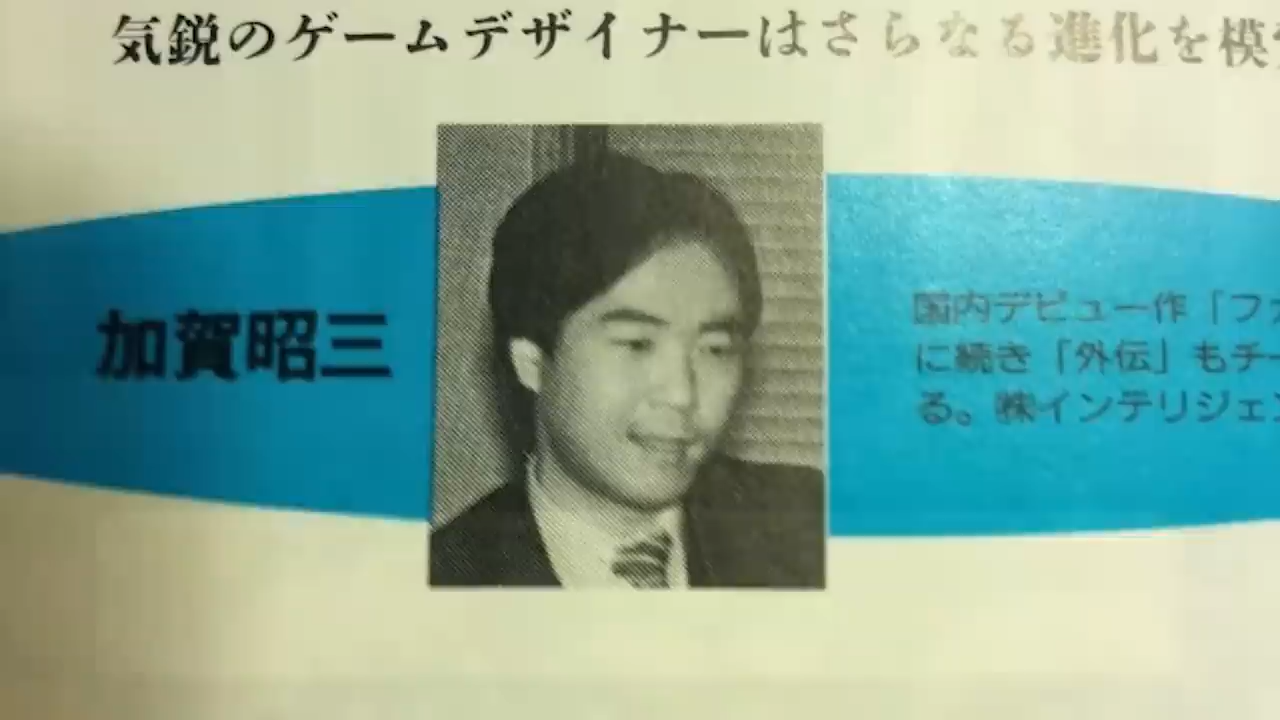 気鋭のゲームデザイナーはさらなる進化を模
加賀昭三
国内デビュー作「ファ
に続き「外伝」もチー
る。㈱インテリジェン